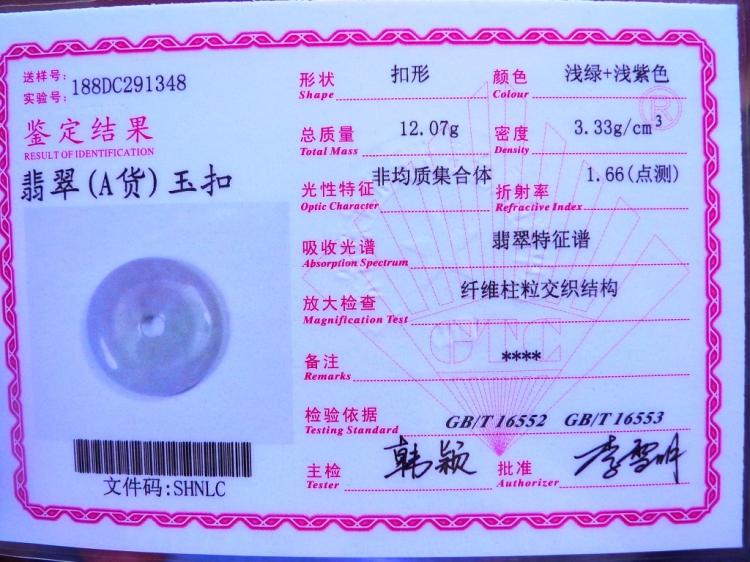 送样号:
实验号: 188DC291348
鉴定结果
RESULT OF IDENTIFICATION
翡翠(A货)玉扣
文件码:SHNLC
形状 扣形
Shape
颜色 浅绿+浅紫色
Colour
总质量 12.07g
Total Mass
密度 3.33g/cm³
Density
光性特征 非均质集合体
Optic Character
折射率 1.66(点测)
Refractive Index
吸收光谱 翡翠特征谱
Absorption Spectrum
放大检查 纤维柱粒交织结构
Magnification Test
GTC
备注 ****
Remarks
检验依据 GB/T 16552 GB/T 16553
Testing Standard
主检 韩颖
Tester
批准 李雪明
Authorizer
®